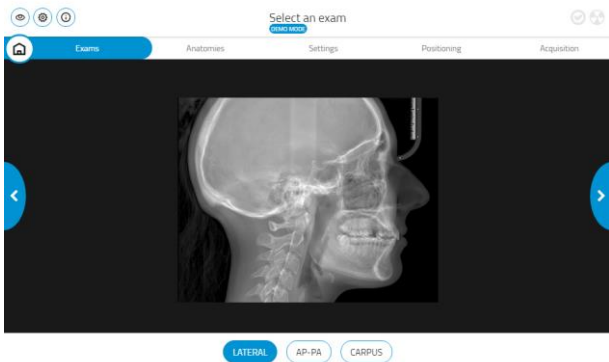 Select an exam
DEMO MODE
Exams Anatomies Settings Positioning Acquisition
LATERAL AP-PA CARPUS